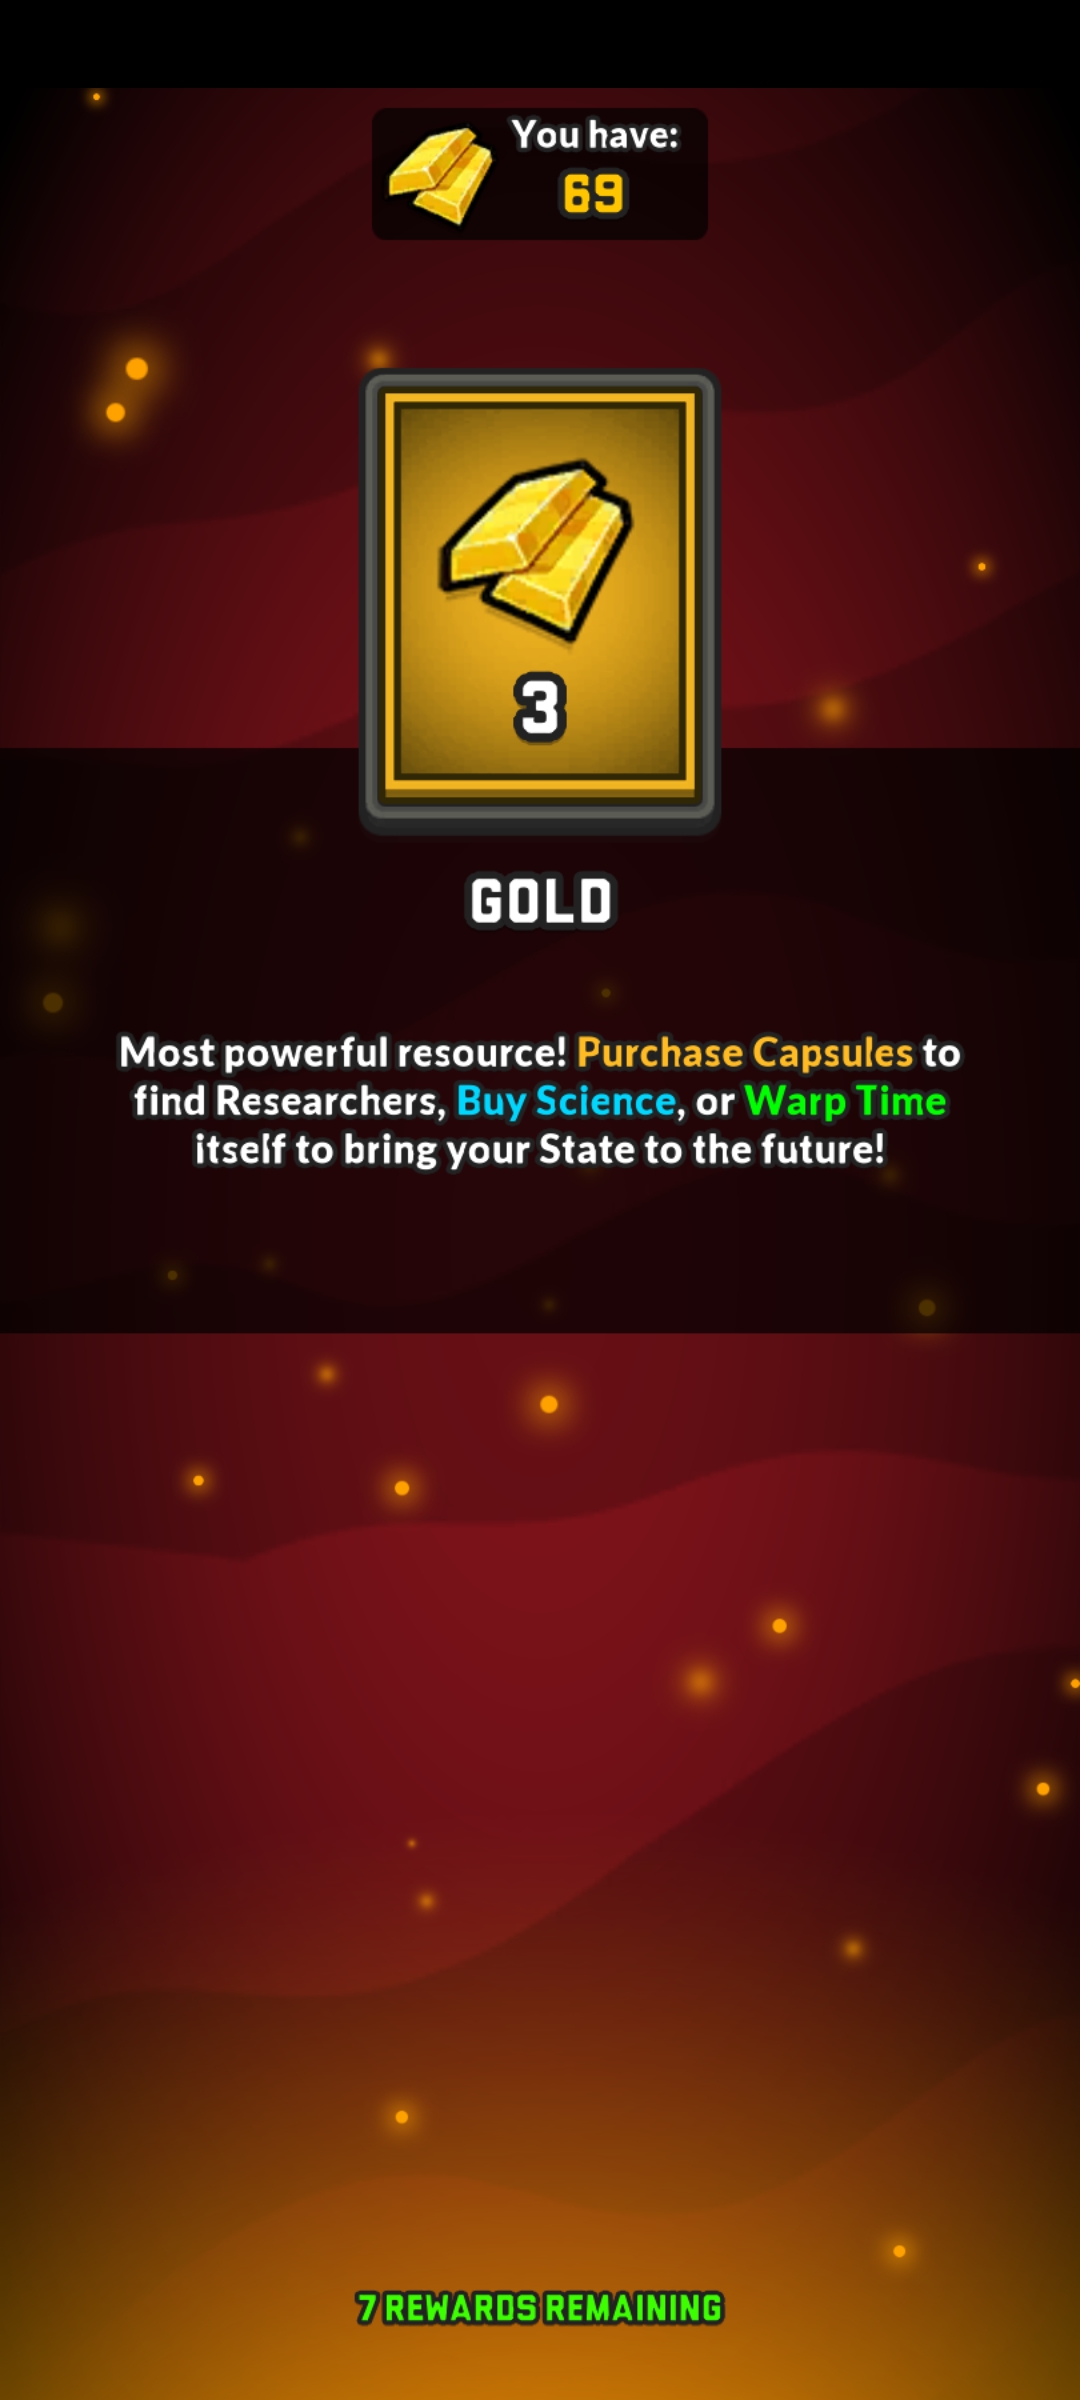 You have:
69
3
GOLD
Most powerful resource! Purchase Capsules to
find Researchers, Buy Science, or Warp Time
itself to bring your State to the future!
7 REWARDS REMAINING